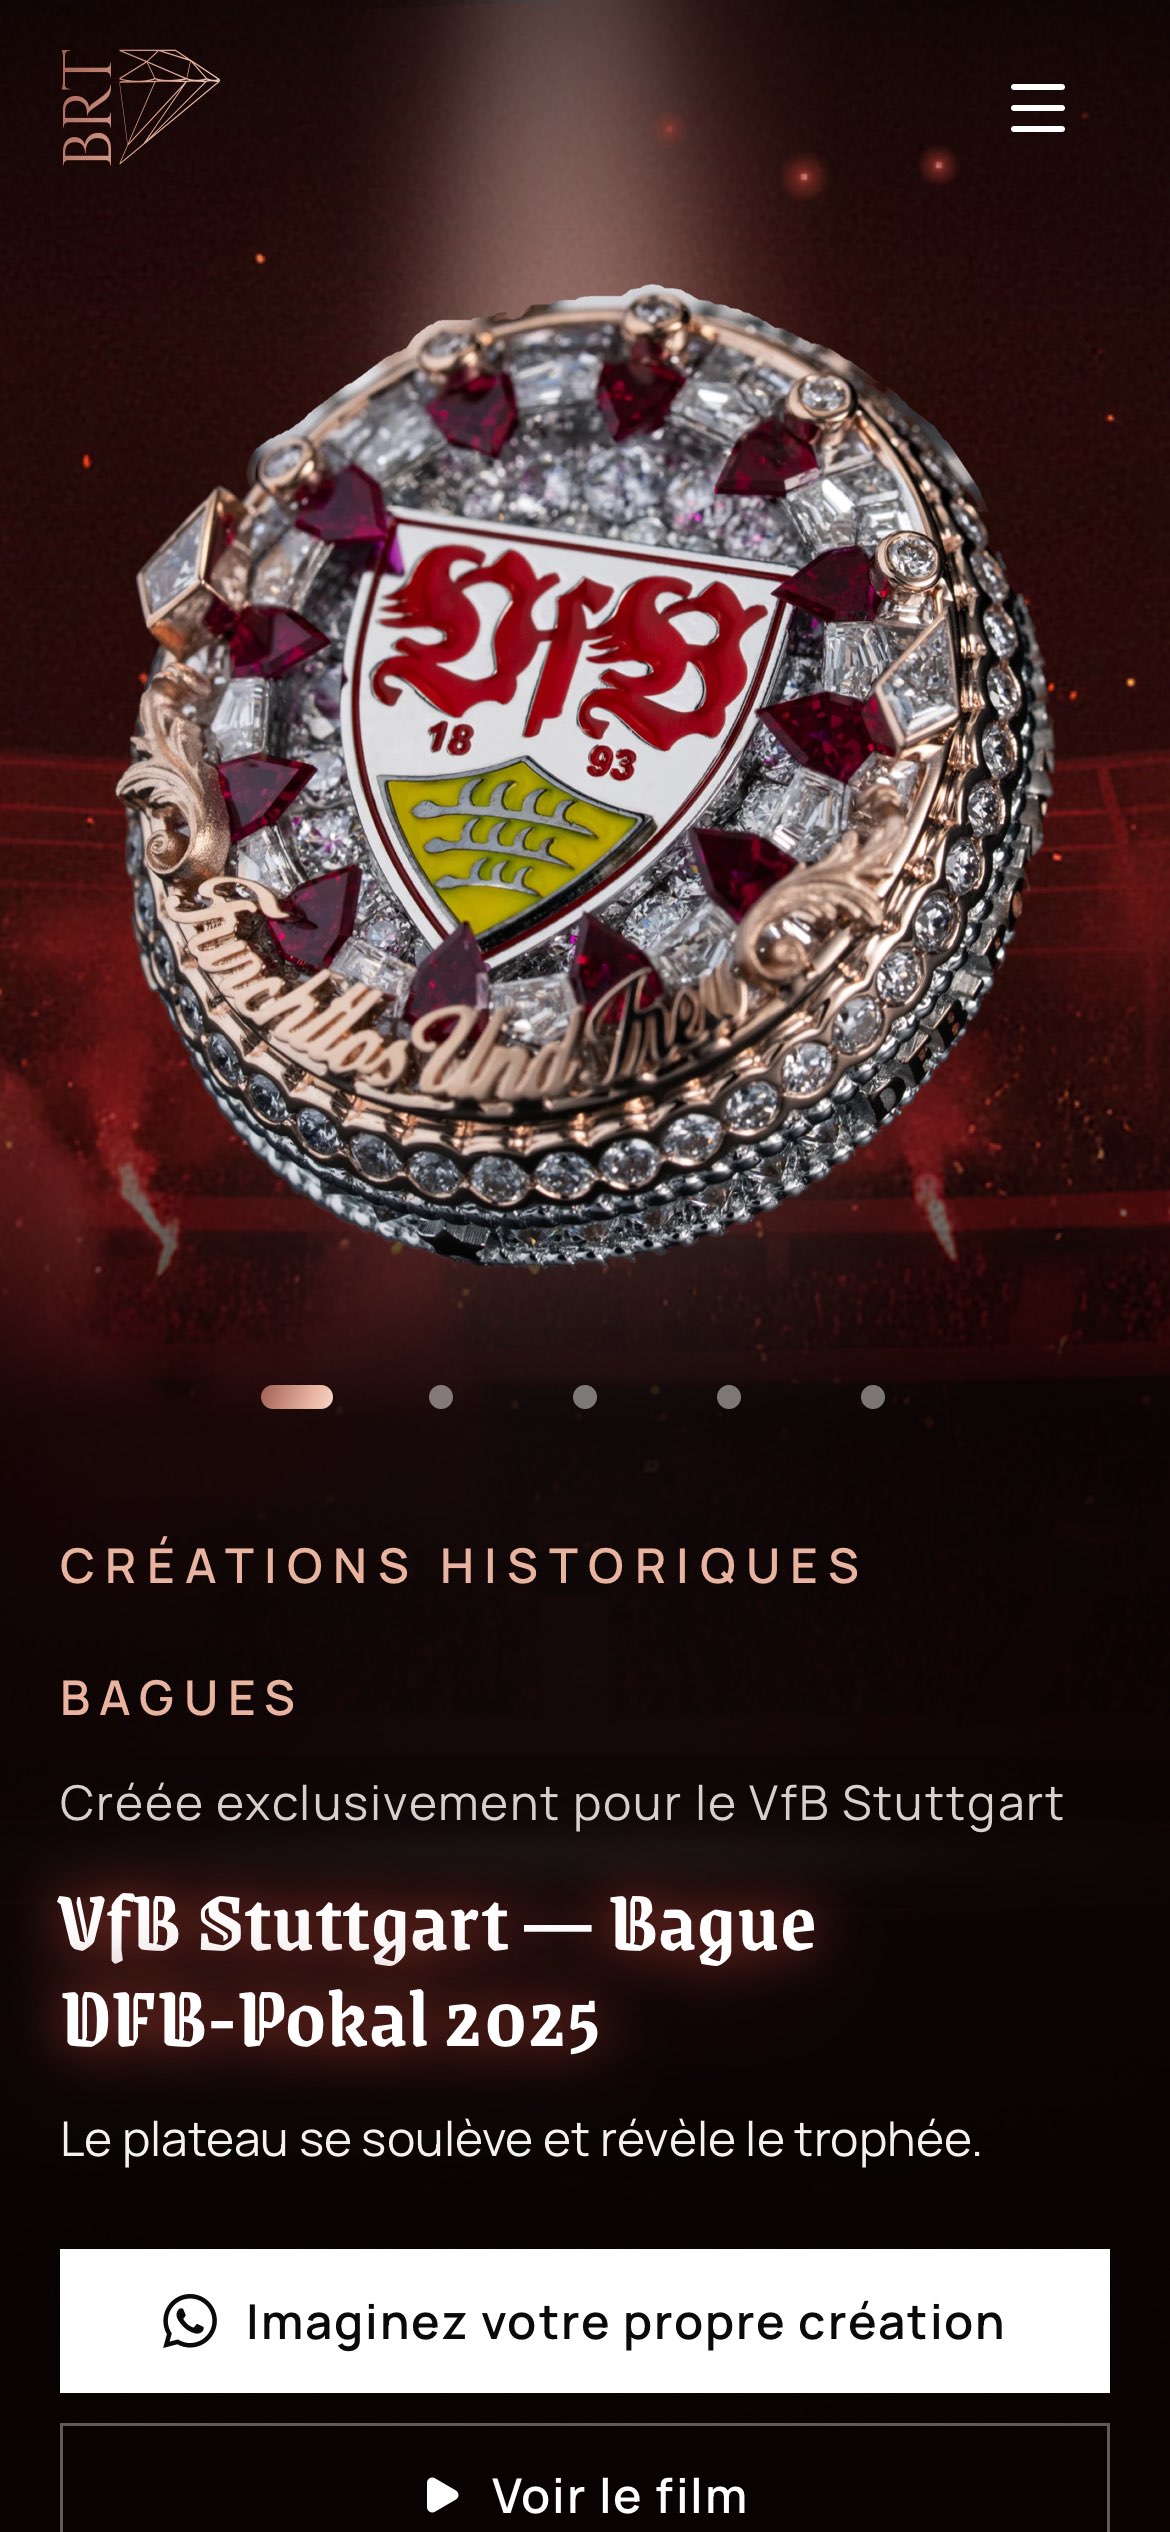 BRT
VfB
18 93
Furchtlos Und Treu
DFB
CRÉATIONS HISTORIQUES
BAGUES
Créée exclusivement pour le VfB Stuttgart
VfB Stuttgart — Bague
DFB-Pokal 2025
Le plateau se soulève et révèle le trophée.
Imaginez votre propre création
Voir le film